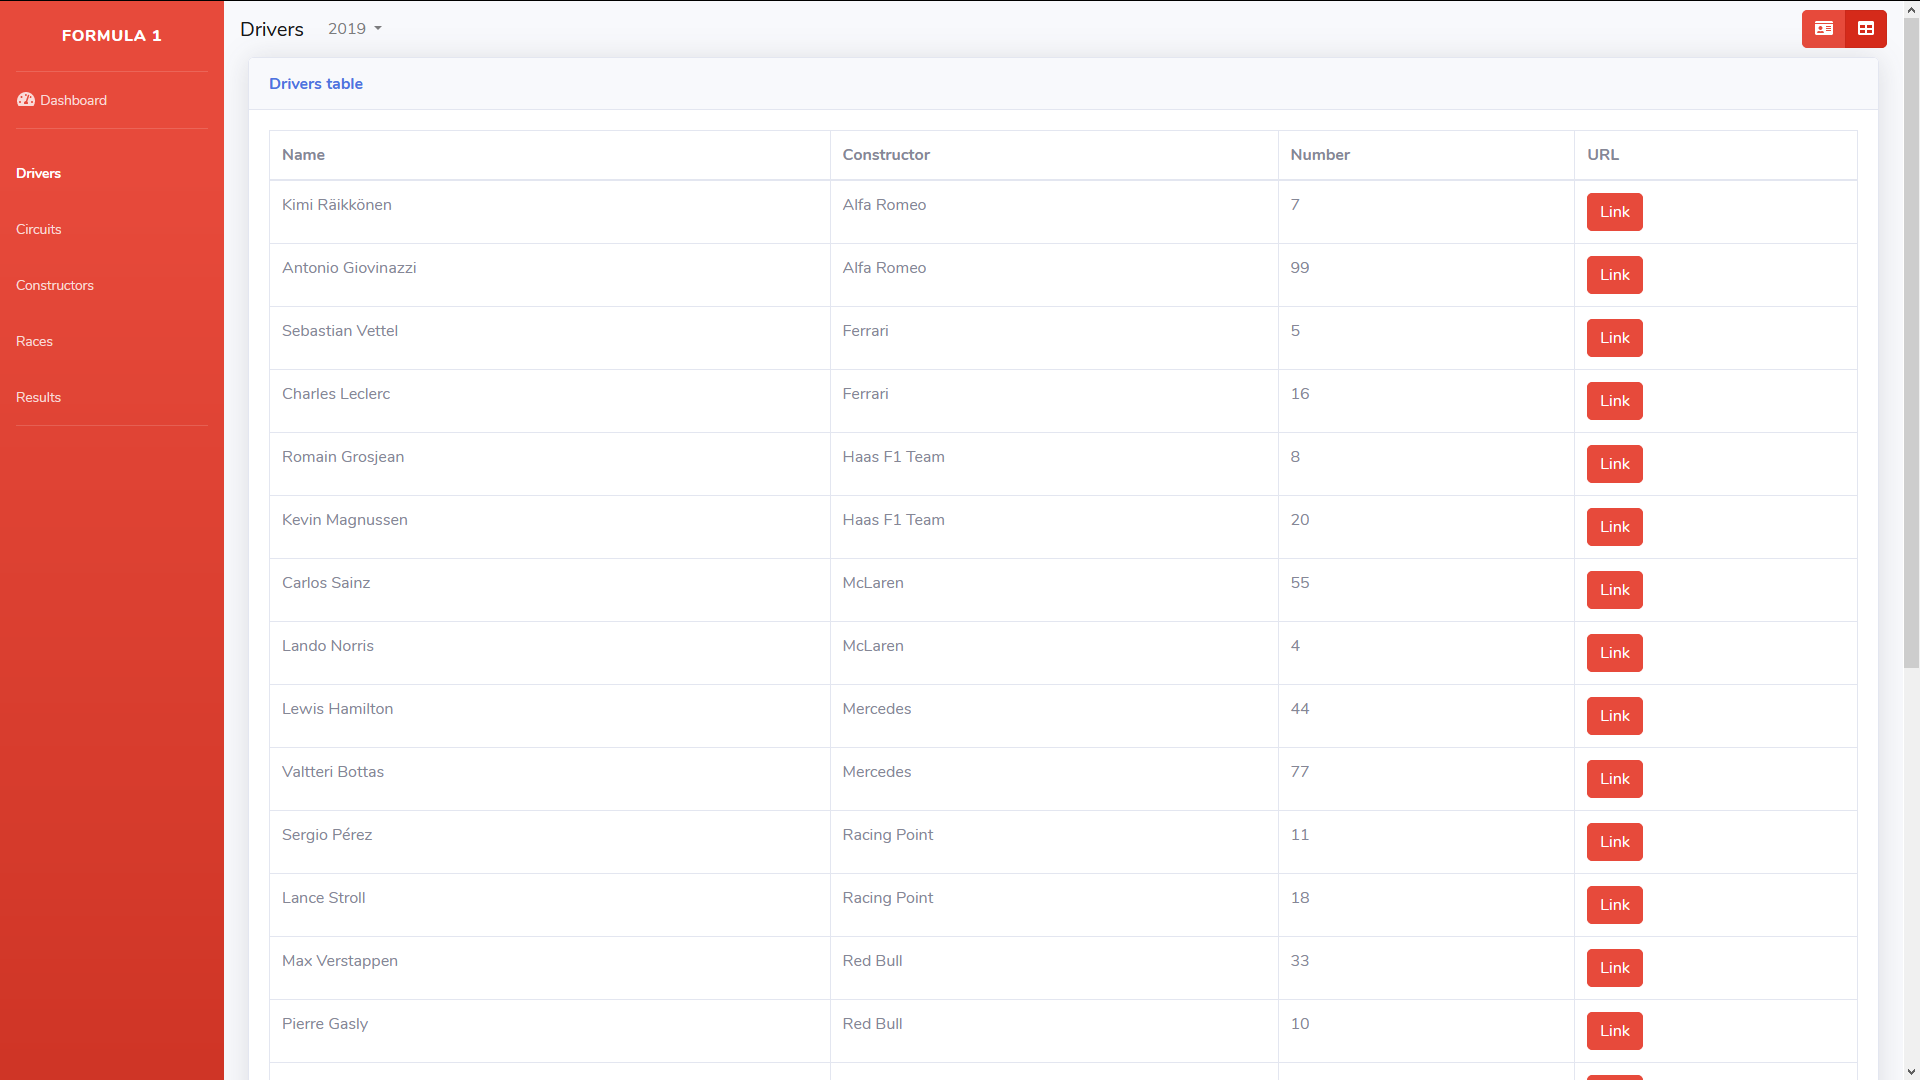 FORMULA 1
Dashboard
Drivers
Circuits
Constructors
Races
Results
Drivers 2019
Drivers table
Name Constructor Number URL
Kimi Räikkönen Alfa Romeo 7 Link
Antonio Giovinazzi Alfa Romeo 99 Link
Sebastian Vettel Ferrari 5 Link
Charles Leclerc Ferrari 16 Link
Romain Grosjean Haas F1 Team 8 Link
Kevin Magnussen Haas F1 Team 20 Link
Carlos Sainz McLaren 55 Link
Lando Norris McLaren 4 Link
Lewis Hamilton Mercedes 44 Link
Valtteri Bottas Mercedes 77 Link
Sergio Pérez Racing Point 11 Link
Lance Stroll Racing Point 18 Link
Max Verstappen Red Bull 33 Link
Pierre Gasly Red Bull 10 Link